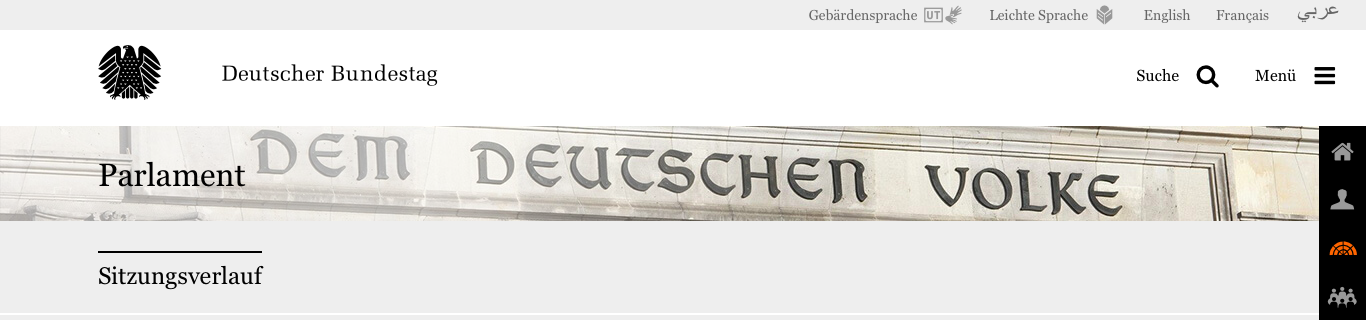 Gebärdensprache UT Leichte Sprache English Français عربي
Deutscher Bundestag Suche Menü
DEM DEUTSCHEN VOLKE
Parlament
Sitzungsverlauf